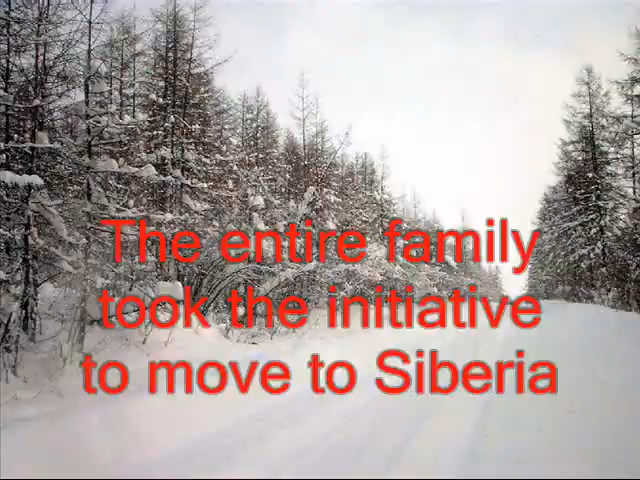 The entire family
took the initiative
to move to Siberia